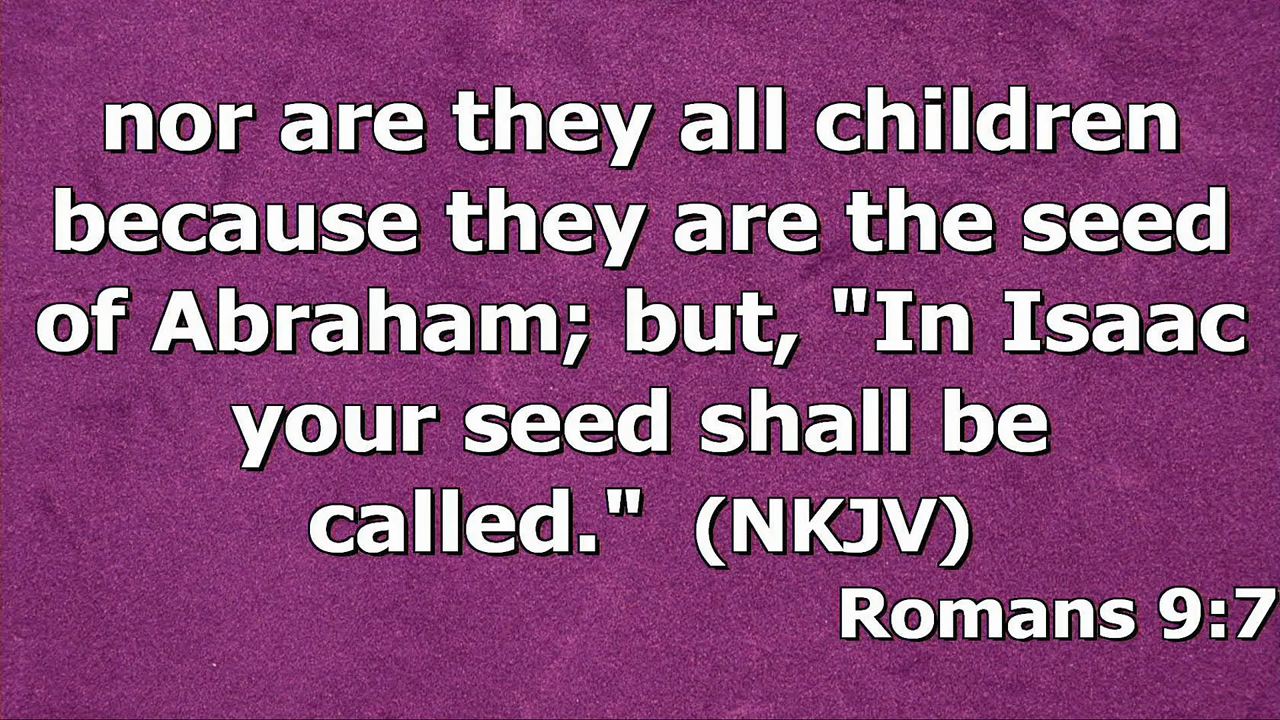 nor are they all children
because they are the seed
of Abraham; but, "In Isaac
your seed shall be
called." (NKJV)
Romans 9:7